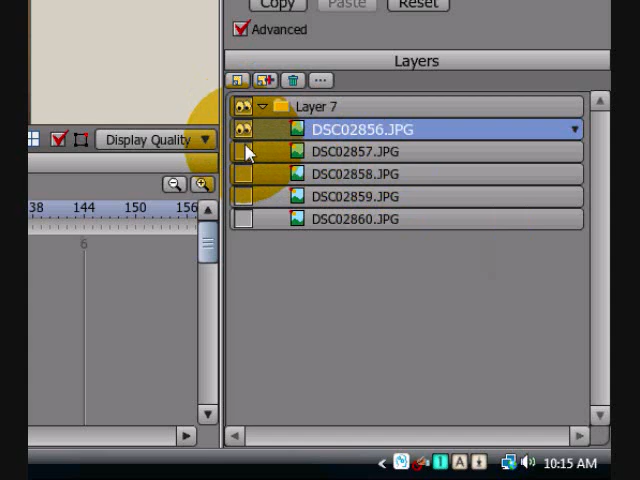 Copy Paste Reset
Advanced
Layers
Layer 7
DSC02856.JPG
Display Quality
DSC02857.JPG
DSC02858.JPG
DSC02859.JPG
38 144 150 156
DSC02860.JPG
6
1 A
10:15 AM